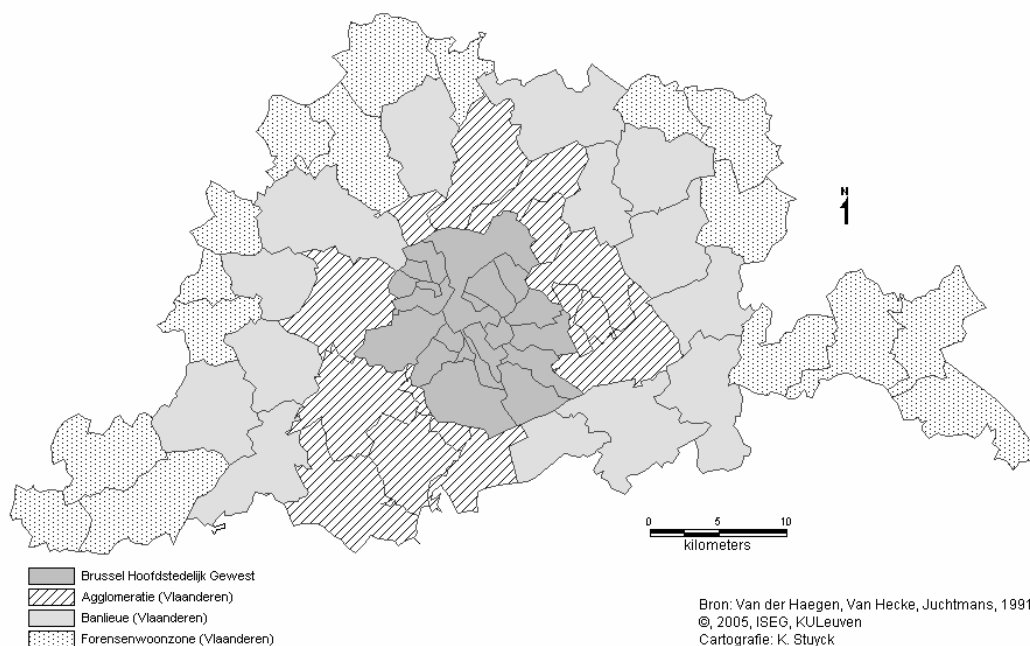 N
0 5 10
kilometers
Brussel Hoofdstedelijk Gewest
Agglomeratie (Vlaanderen)
Banlieue (Vlaanderen)
Forensenwoonzone (Vlaanderen)
Bron: Van der Haegen, Van Hecke, Juchtmans, 1991
©, 2005, ISEG, KULeuven
Cartografie: K. Stuyck